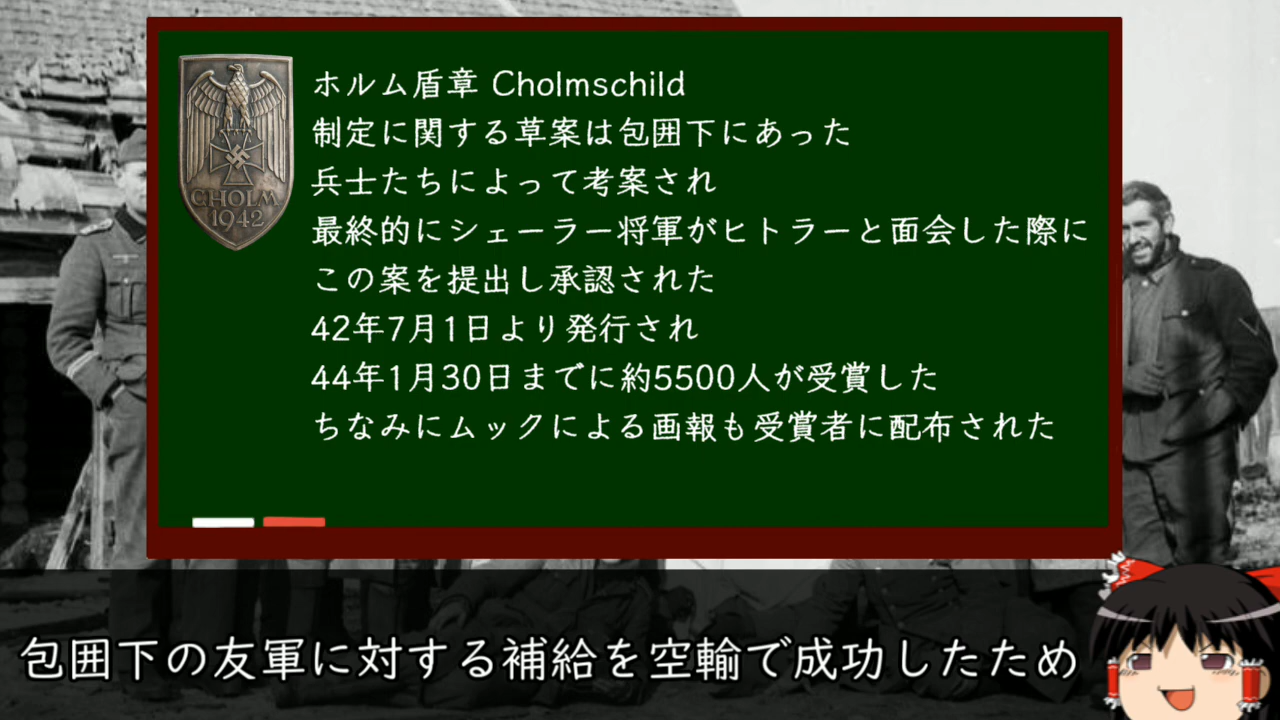 ホルム盾章 Cholmschild
制定に関する草案は包囲下にあった
兵士たちによって考案され
最終的にシェーラー将軍がヒトラーと面会した際に
この案を提出し承認された
42年7月1日より発行され
44年1月30日までに約5500人が受賞した
ちなみにムックによる画報も受賞者に配布された
CHOLM
1942
包囲下の友軍に対する補給を空輸で成功したため